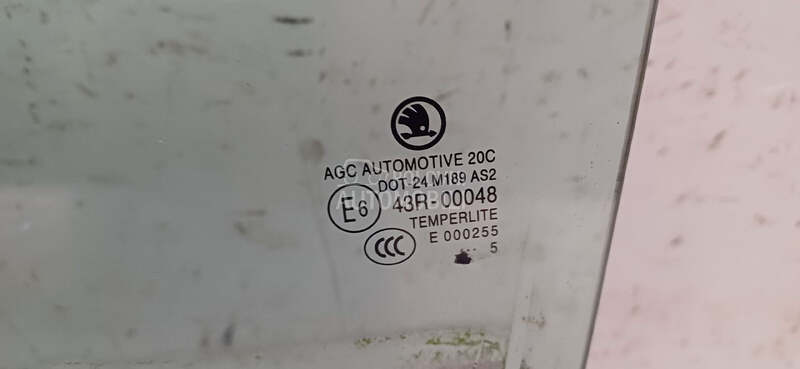 AGC AUTOMOTIVE 20C
DOT-24 M189 AS2
E6 43R-00048
TEMPERLITE
CCC E 000255
5